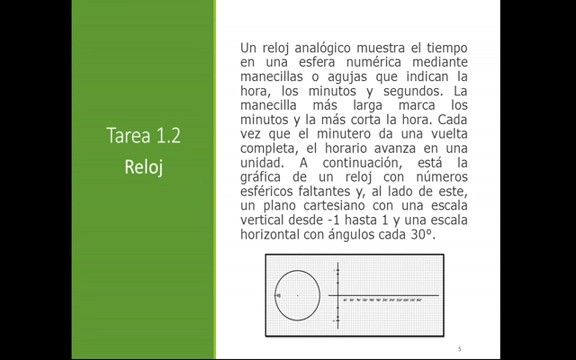 Tarea 1.2
Reloj
Un reloj analógico muestra el tiempo
en una esfera numérica mediante
manecillas o agujas que indican la
hora, los minutos y segundos. La
manecilla más larga marca los
minutos y la más corta la hora. Cada
vez que el minutero da una vuelta
completa, el horario avanza en una
unidad. A continuación, está la
gráfica de un reloj con números
esféricos faltantes y, al lado de este,
un plano cartesiano con una escala
vertical desde -1 hasta 1 y una escala
horizontal con ángulos cada 30°.
5